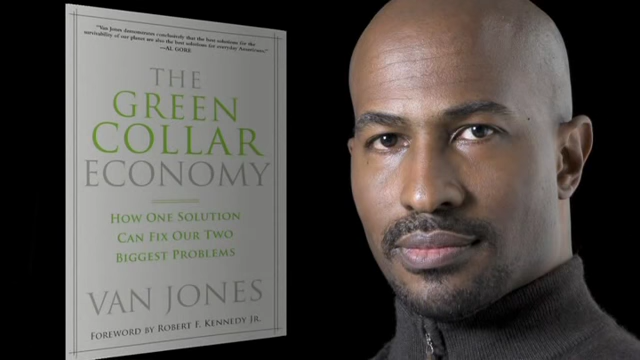 "Van Jones demonstrates conclusively that the best solutions for the
survivability of our planet are also the best solutions for everyday Americans."
—AL GORE
THE
GREEN
COLLAR
ECONOMY
HOW ONE SOLUTION
CAN FIX OUR TWO
BIGGEST PROBLEMS
VAN JONES
FOREWORD BY ROBERT F. KENNEDY JR.